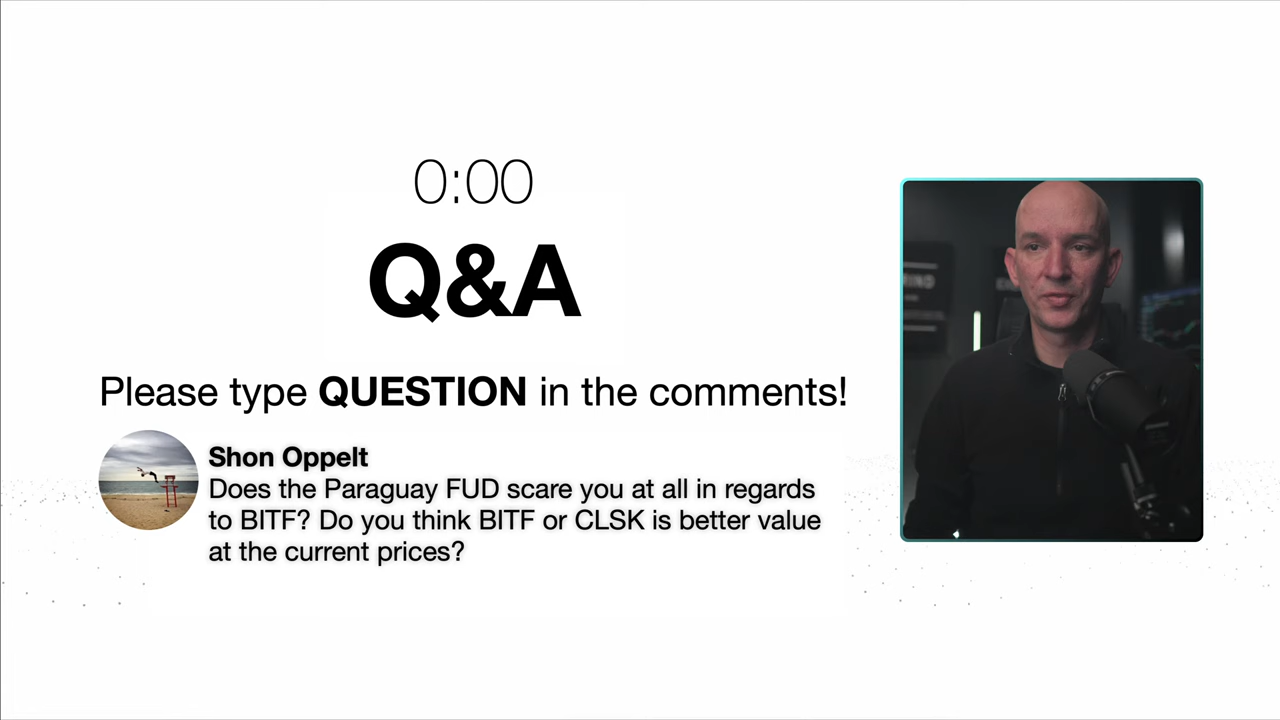 0:00
Q&A
Please type QUESTION in the comments!
Shon Oppelt
Does the Paraguay FUD scare you at all in regards
to BITF? Do you think BITF or CLSK is better value
at the current prices?